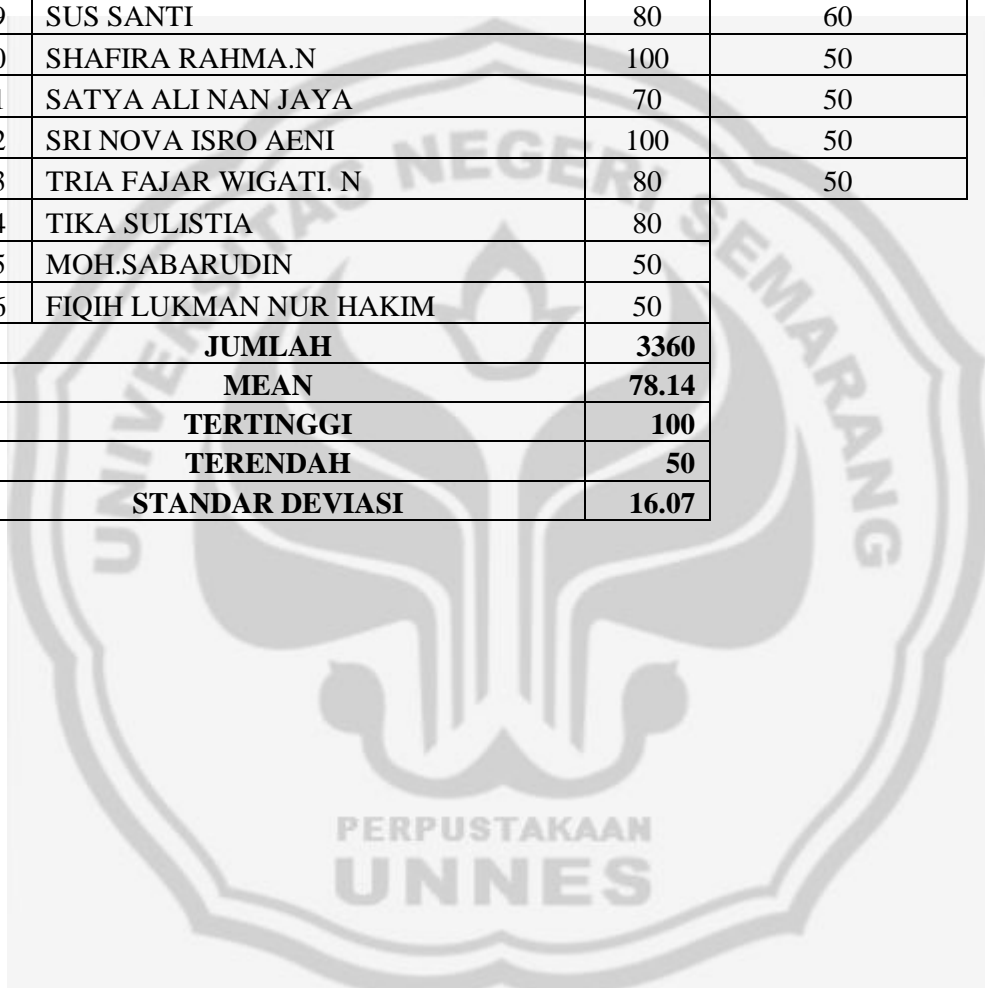 9 SUS SANTI 80 60
0 SHAFIRA RAHMA.N 100 50
1 SATYA ALI NAN JAYA 70 50
2 SRI NOVA ISRO AENI 100 50
3 TRIA FAJAR WIGATI. N 80 50
4 TIKA SULISTIA 80
5 MOH.SABARUDIN 50
6 FIQIH LUKMAN NUR HAKIM 50
JUMLAH 3360
MEAN 78.14
TERTINGGI 100
TERENDAH 50
STANDAR DEVIASI 16.07
UNIVERSITAS NEGERI SEMARANG
PERPUSTAKAAN
UNNES